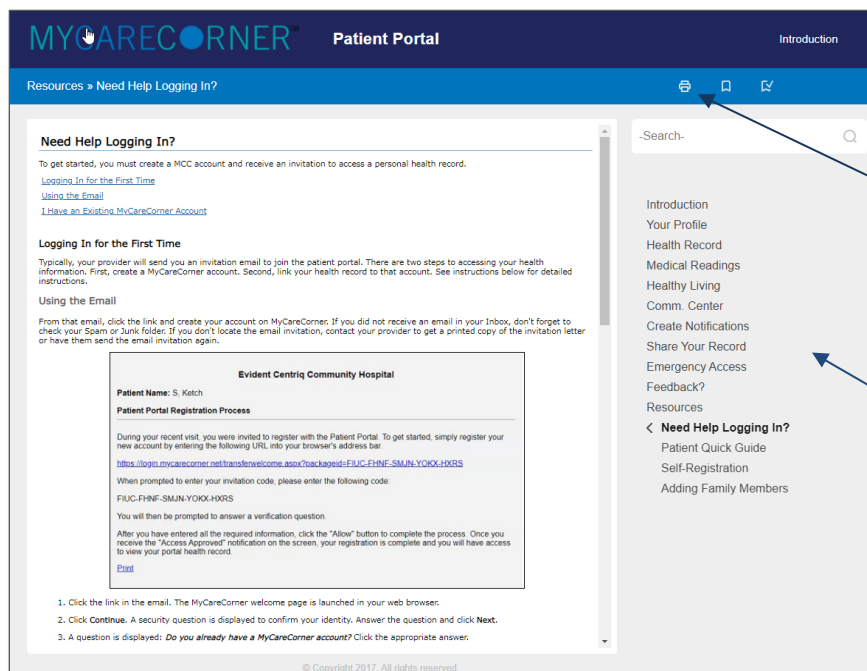 MYCARECORNER™ Patient Portal Introduction
Resources » Need Help Logging In?
Need Help Logging In?
To get started, you must create a MCC account and receive an invitation to access a personal health record.
Logging In for the First Time
Using the Email
I Have an Existing MyCareCorner Account
Logging In for the First Time
Typically, your provider will send you an invitation email to join the patient portal. There are two steps to accessing your health
information. First, create a MyCareCorner account. Second, link your health record to that account. See instructions below for detailed
instructions.
Using the Email
From that email, click the link and create your account on MyCareCorner. If you did not receive an email in your Inbox, don't forget to
check your Spam or Junk folder. If you don't locate the email invitation, contact your provider to get a printed copy of the invitation letter
or have them send the email invitation again.
Evident Centriq Community Hospital
Patient Name: S, Ketch
Patient Portal Registration Process
During your recent visit, you were invited to register with the Patient Portal. To get started, simply register your
new account by entering the following URL into your browser's address bar.
https://login.mycarecorner.net/transferwelcome.aspx?packageid=FIUC-FHNF-SMJN-YOKX-HXRS
When prompted to enter your invitation code, please enter the following code:
FIUC-FHNF-SMJN-YOKX-HXRS
You will then be prompted to answer a verification question.
After you have entered all the required information, click the "Allow" button to complete the process. Once you
receive the "Access Approved" notification on the screen, your registration is complete and you will have access
to view your portal health record.
Print
1. Click the link in the email. The MyCareCorner welcome page is launched in your web browser.
2. Click Continue. A security question is displayed to confirm your identity. Answer the question and click Next.
3. A question is displayed: Do you already have a MyCareCorner account? Click the appropriate answer.
-Search-
Introduction
Your Profile
Health Record
Medical Readings
Healthy Living
Comm. Center
Create Notifications
Share Your Record
Emergency Access
Feedback?
Resources
Need Help Logging In?
Patient Quick Guide
Self-Registration
Adding Family Members
© Copyright 2017. All rights reserved.